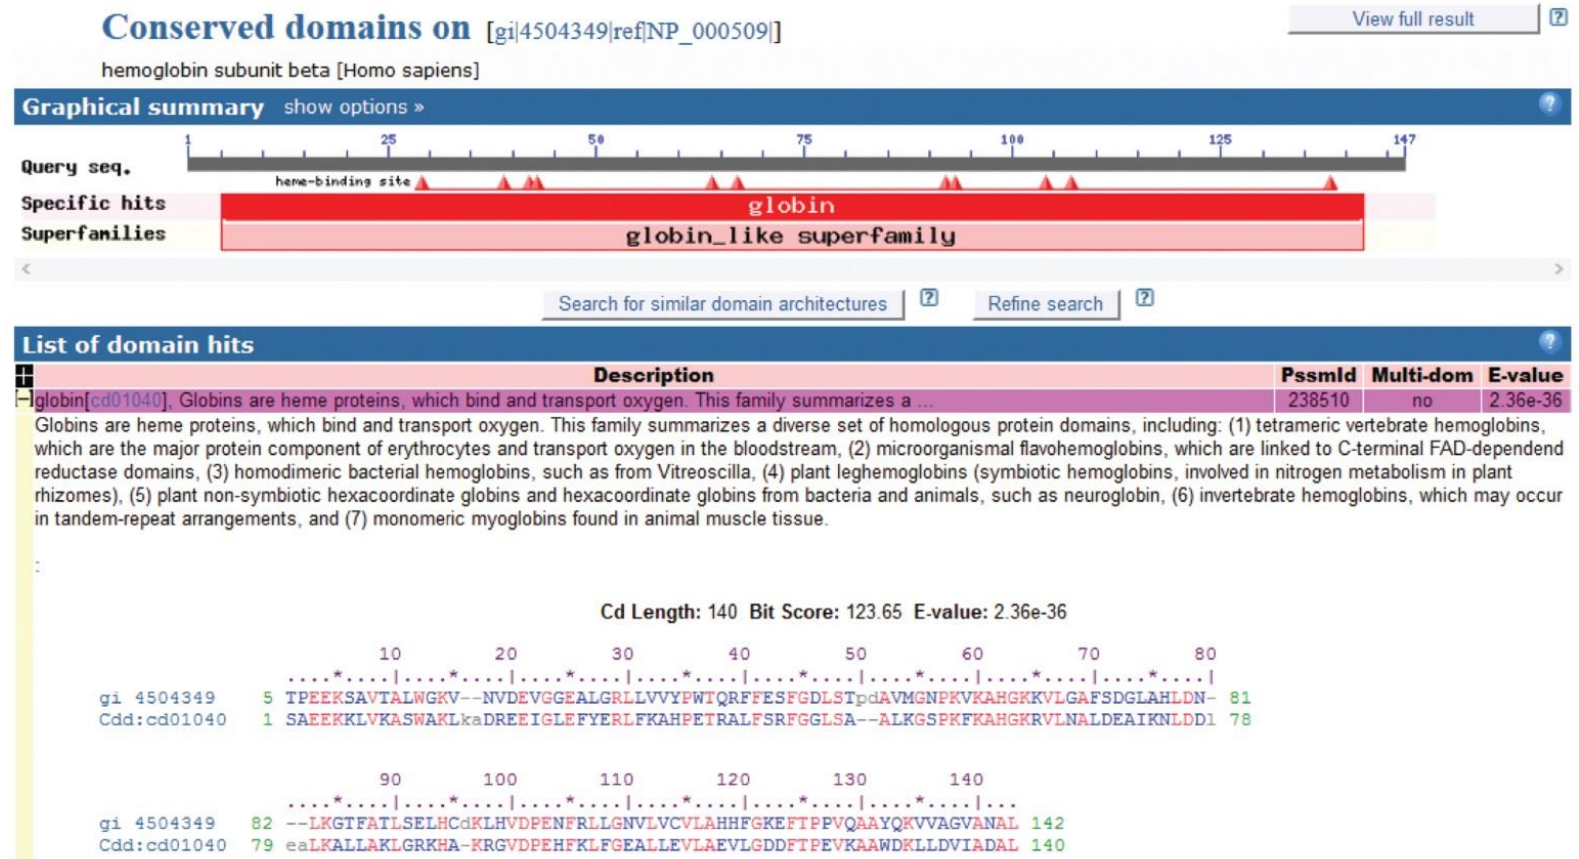 Conserved domains on [gi|4504349|ref|NP_000509|]
View full result ?
hemoglobin subunit beta [Homo sapiens]
Graphical summary show options » ?
1 25 50 75 100 125 147
Query seq.
heme-binding site
Specific hits globin
Superfamilies globin_like superfamily
< >
Search for similar domain architectures ? Refine search ?
List of domain hits ?
Description PssmId Multi-dom E-value
globin[cd01040], Globins are heme proteins, which bind and transport oxygen. This family summarizes a ... 238510 no 2.36e-36
Globins are heme proteins, which bind and transport oxygen. This family summarizes a diverse set of homologous protein domains, including: (1) tetrameric vertebrate hemoglobins,
which are the major protein component of erythrocytes and transport oxygen in the bloodstream, (2) microorganismal flavohemoglobins, which are linked to C-terminal FAD-dependend
reductase domains, (3) homodimeric bacterial hemoglobins, such as from Vitreoscilla, (4) plant leghemoglobins (symbiotic hemoglobins, involved in nitrogen metabolism in plant
rhizomes), (5) plant non-symbiotic hexacoordinate globins and hexacoordinate globins from bacteria and animals, such as neuroglobin, (6) invertebrate hemoglobins, which may occur
in tandem-repeat arrangements, and (7) monomeric myoglobins found in animal muscle tissue.
:
Cd Length: 140 Bit Score: 123.65 E-value: 2.36e-36
10 20 30 40 50 60 70 80
....*....|....*....|....*....|....*....|....*....|....*....|....*....|....*....|
gi 4504349 5 TPEEKSAVTALWGKV--NVDEVGGEALGRLLVVYPWTQRFFESFGDLSTpdAVMGNPKVKAHGKKVLGAFSDGLAHLDN- 81
Cdd:cd01040 1 SAEEKKLVKASWAKLkaDREEIGLEFYERLFKAHPETRALFSRFGGLSA--ALKGSPKFKAHGKRVLNALDEAIKNLDDl 78
90 100 110 120 130 140
....*....|....*....|....*....|....*....|....*....|....*....|...
gi 4504349 82 --LKGTFATLSELHCdKLHVDPENFRLLGNVLVCVLAHHFGKEFTPPVQAAYQKVVAGVANAL 142
Cdd:cd01040 79 eaLKALLAKLGRKHA-KRGVDPEHFKLFGEALLEVLAEVLGDDFTPEVKAAWDKLLDVIADAL 140